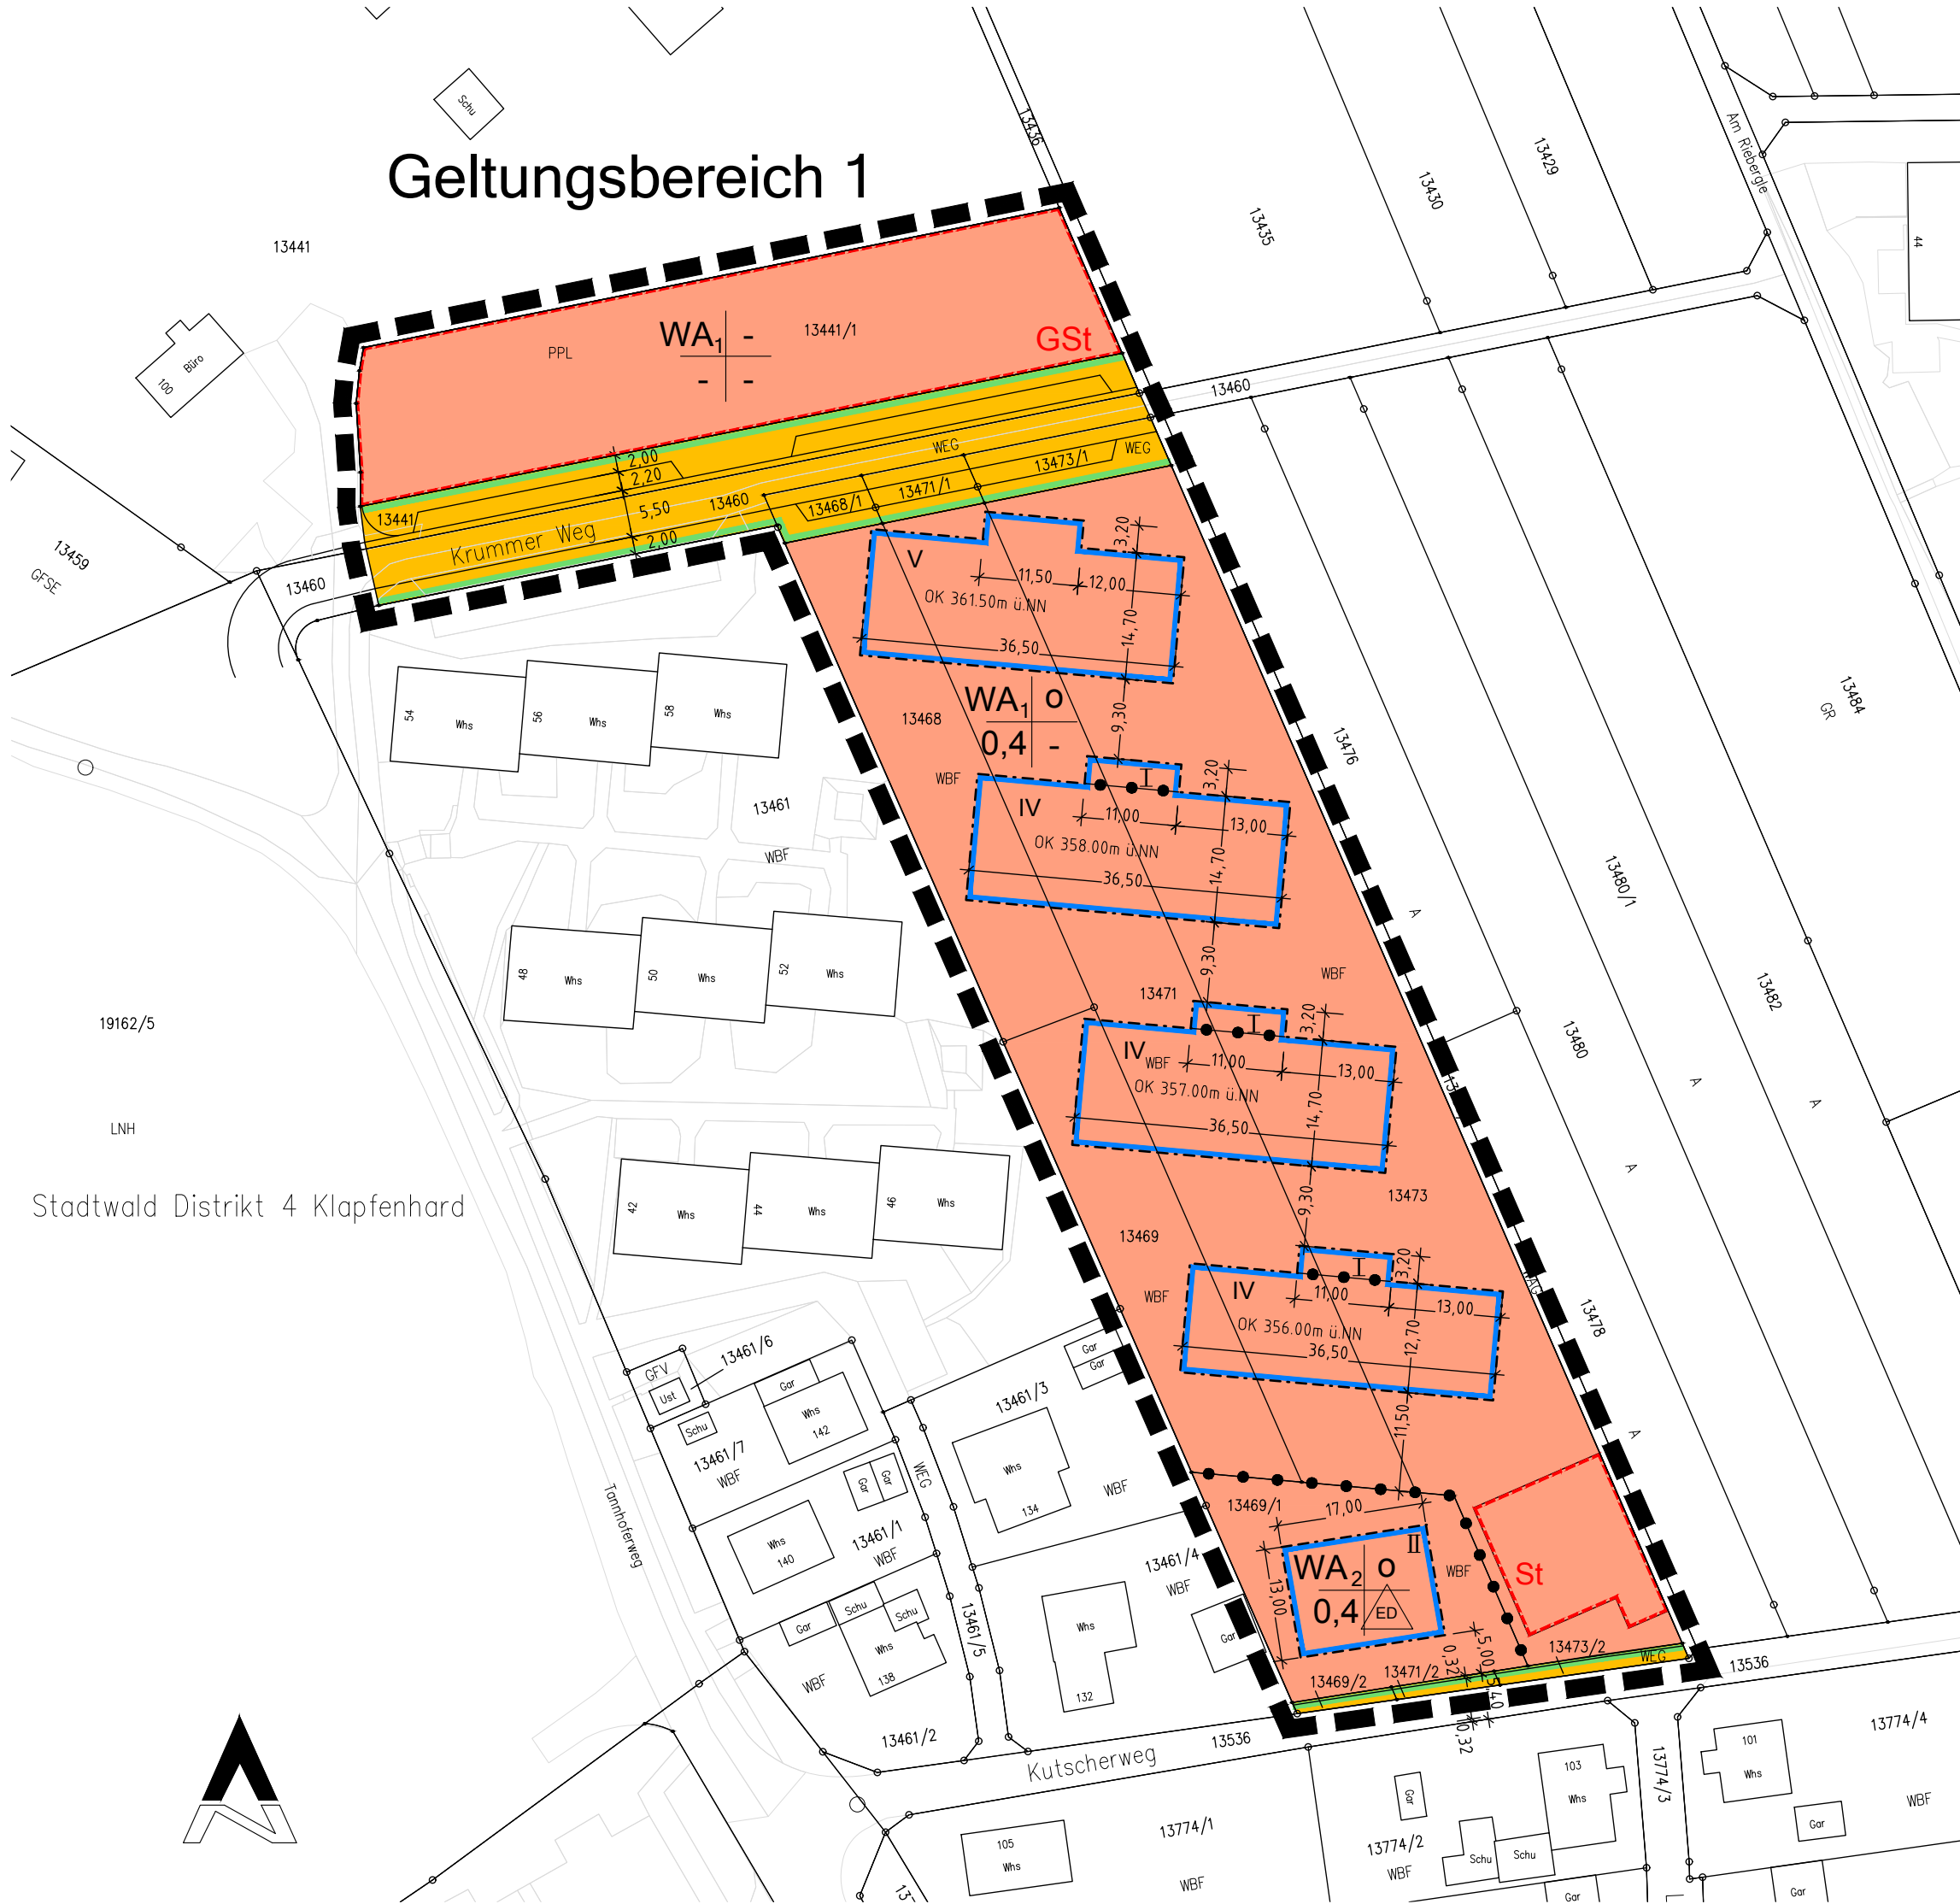 Geltungsbereich 1
Schu
13436
13429
13430
13435
Am Riebergle
44
13441
100
Büro
PPL
WA1 -
- -
13441/1
GSt
13460
WEG
WEG
2,00
2,20
5,50
2,00
13441/
13460
13468/1
13471/1
13473/1
Krummer Weg
13459
GFSE
13460
V
3,20
11,50
12,00
OK 361.50m ü.NN
14,70
36,50
54
Whs
56
Whs
58
Whs
13468
WA1 o
0,4 -
9,30
13476
13484
GR
WBF
I
3,20
IV
11,00
13,00
OK 358.00m ü.NN
14,70
36,50
13461
WBF
13480/1
A
9,30
WBF
48
Whs
50
Whs
52
Whs
13471
13482
19162/5
I
3,20
IV
WBF
11,00
13,00
OK 357.00m ü.NN
14,70
36,50
13480
A
A
A
LNH
Stadtwald Distrikt 4 Klapfenhard
42
Whs
44
Whs
46
Whs
9,30
13473
13469
WBF
I
3,20
IV
11,00
13,00
OK 356.00m ü.NN
12,70
36,50
13478
11,50
A
GFV
Ust
13461/6
Schu
13461/7
WBF
Gar
Whs
142
Gar
Gar
13461/3
Whs
134
WBF
WEG
Gar
Gar
Tannhoferweg
Whs
140
13461/1
WBF
13461/4
WBF
13469/1
17,00
II
WA2 o
0,4 ED
13,00
WBF
St
Gar
Schu
Schu
Whs
138
13461/5
Whs
132
Gar
WBF
5,00
0,32
5,40
0,32
13469/2
13471/2
13473/2
WEG
13536
13461/2
13536
Kutscherweg
105
Whs
13774/1
WBF
Gar
13774/2
WBF
Schu
Schu
103
Whs
13774/3
101
Whs
13774/4
WBF
Gar
Gar
Gar